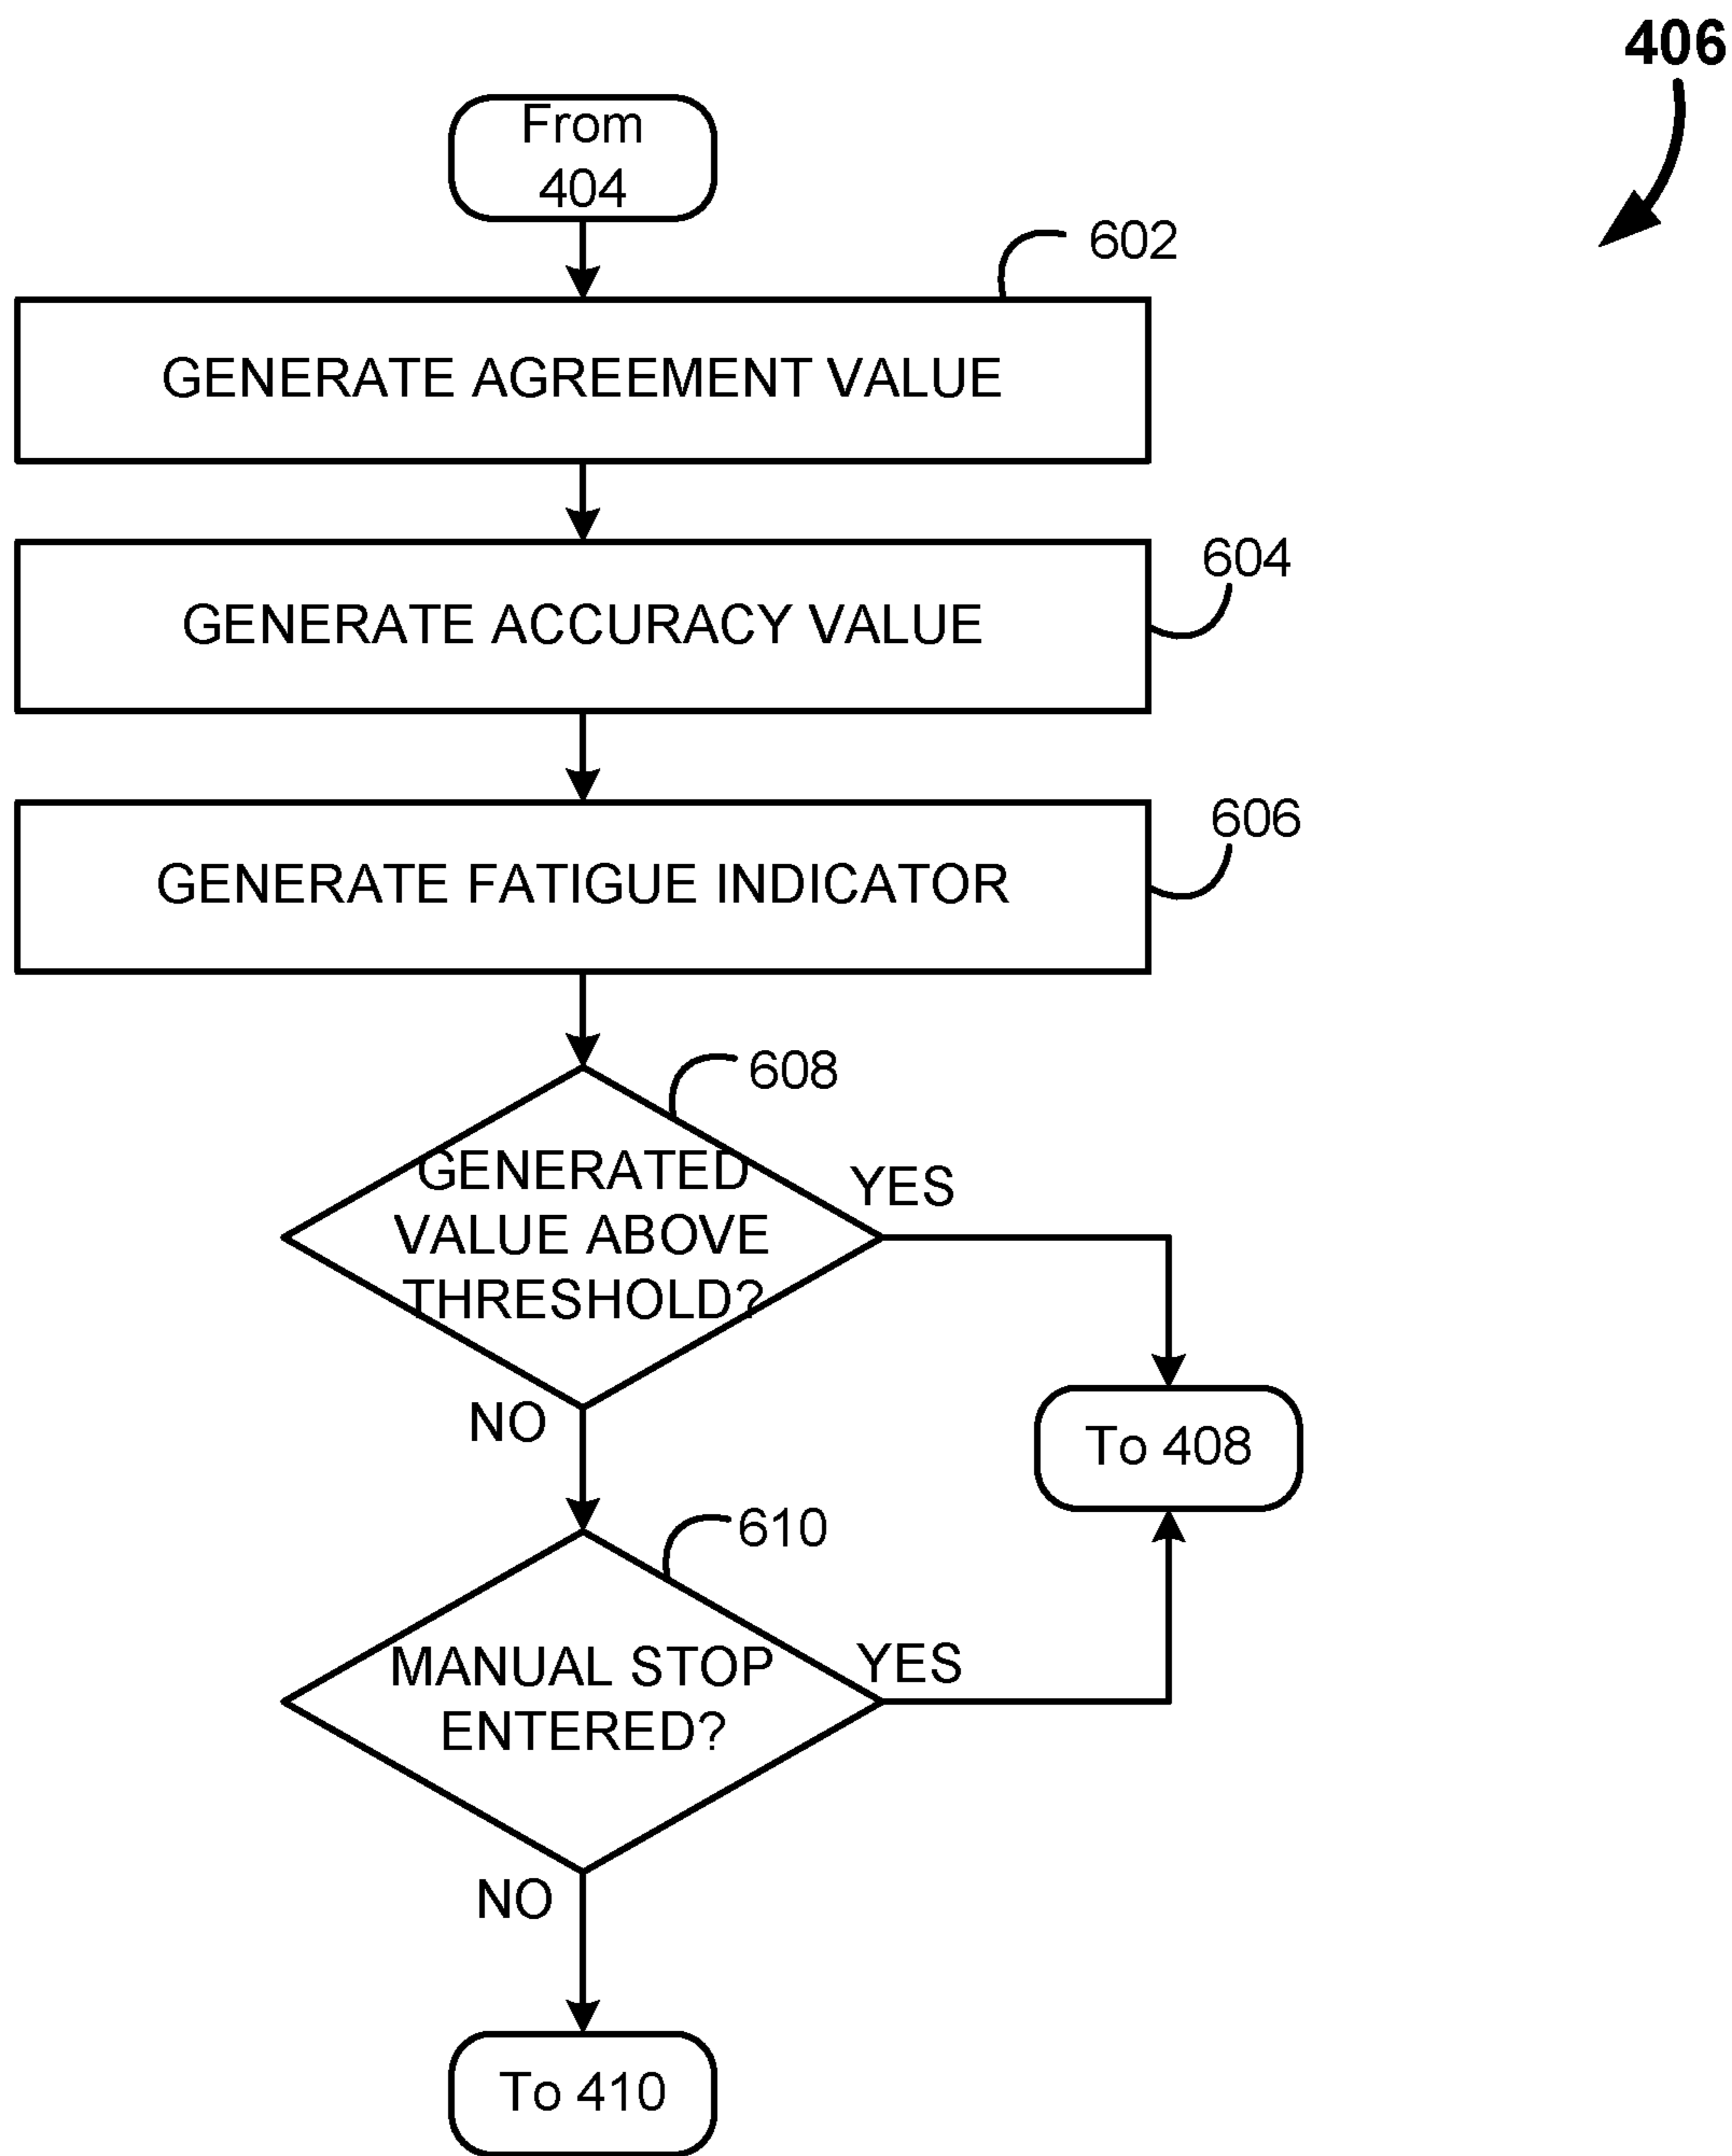 406
From
404
602
GENERATE AGREEMENT VALUE
604
GENERATE ACCURACY VALUE
606
GENERATE FATIGUE INDICATOR
608
GENERATED
VALUE ABOVE
THRESHOLD?
YES
NO
To 408
610
MANUAL STOP
ENTERED?
YES
NO
To 410